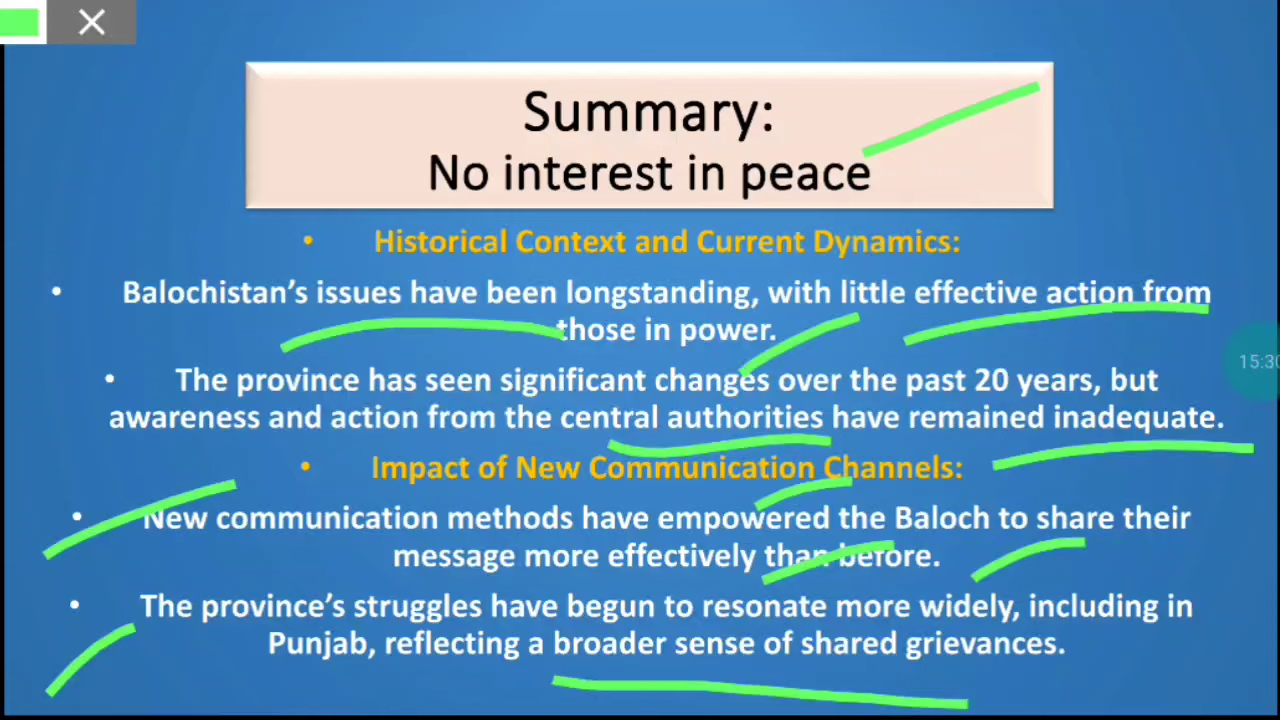 Summary:
No interest in peace
• Historical Context and Current Dynamics:
• Balochistan’s issues have been longstanding, with little effective action from
those in power.
• The province has seen significant changes over the past 20 years, but
awareness and action from the central authorities have remained inadequate.
• Impact of New Communication Channels:
• New communication methods have empowered the Baloch to share their
message more effectively than before.
• The province’s struggles have begun to resonate more widely, including in
Punjab, reflecting a broader sense of shared grievances.
15:30